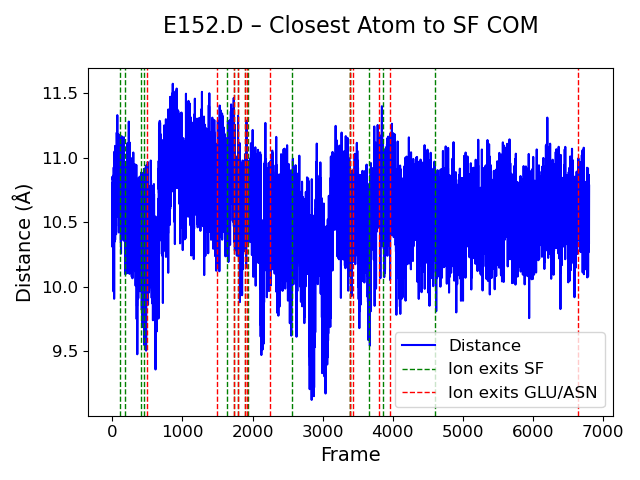 E152.D – Closest Atom to SF COM
11.5
11.0
10.5
10.0
9.5
Distance (Å)
Distance
Ion exits SF
Ion exits GLU/ASN
0 1000 2000 3000 4000 5000 6000 7000
Frame